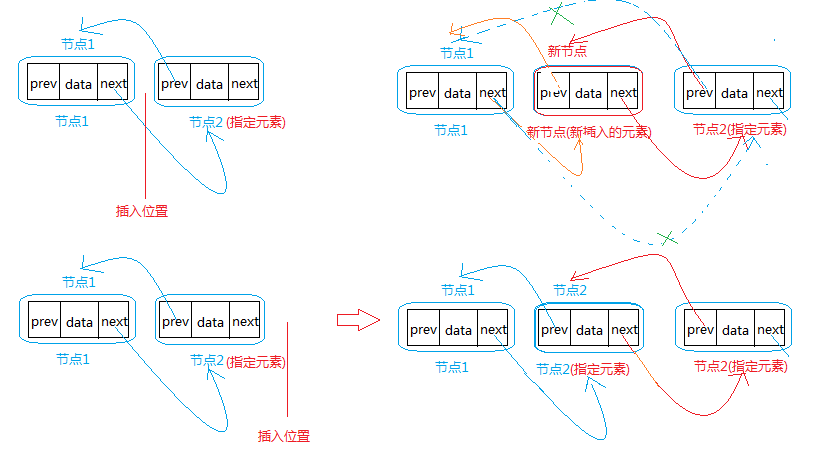 节点1
prev data next
prev data next
节点1
节点2 (指定元素)
插入位置
节点1
新节点
prev data next
prev data next
prev data next
节点1
新节点(新插入的元素)
节点2(指定元素)
节点1
prev data next
prev data next
节点1
节点2 (指定元素)
插入位置
节点1
节点2
prev data next
prev data next
prev data next
节点1
节点2(指定元素)
节点2(指定元素)